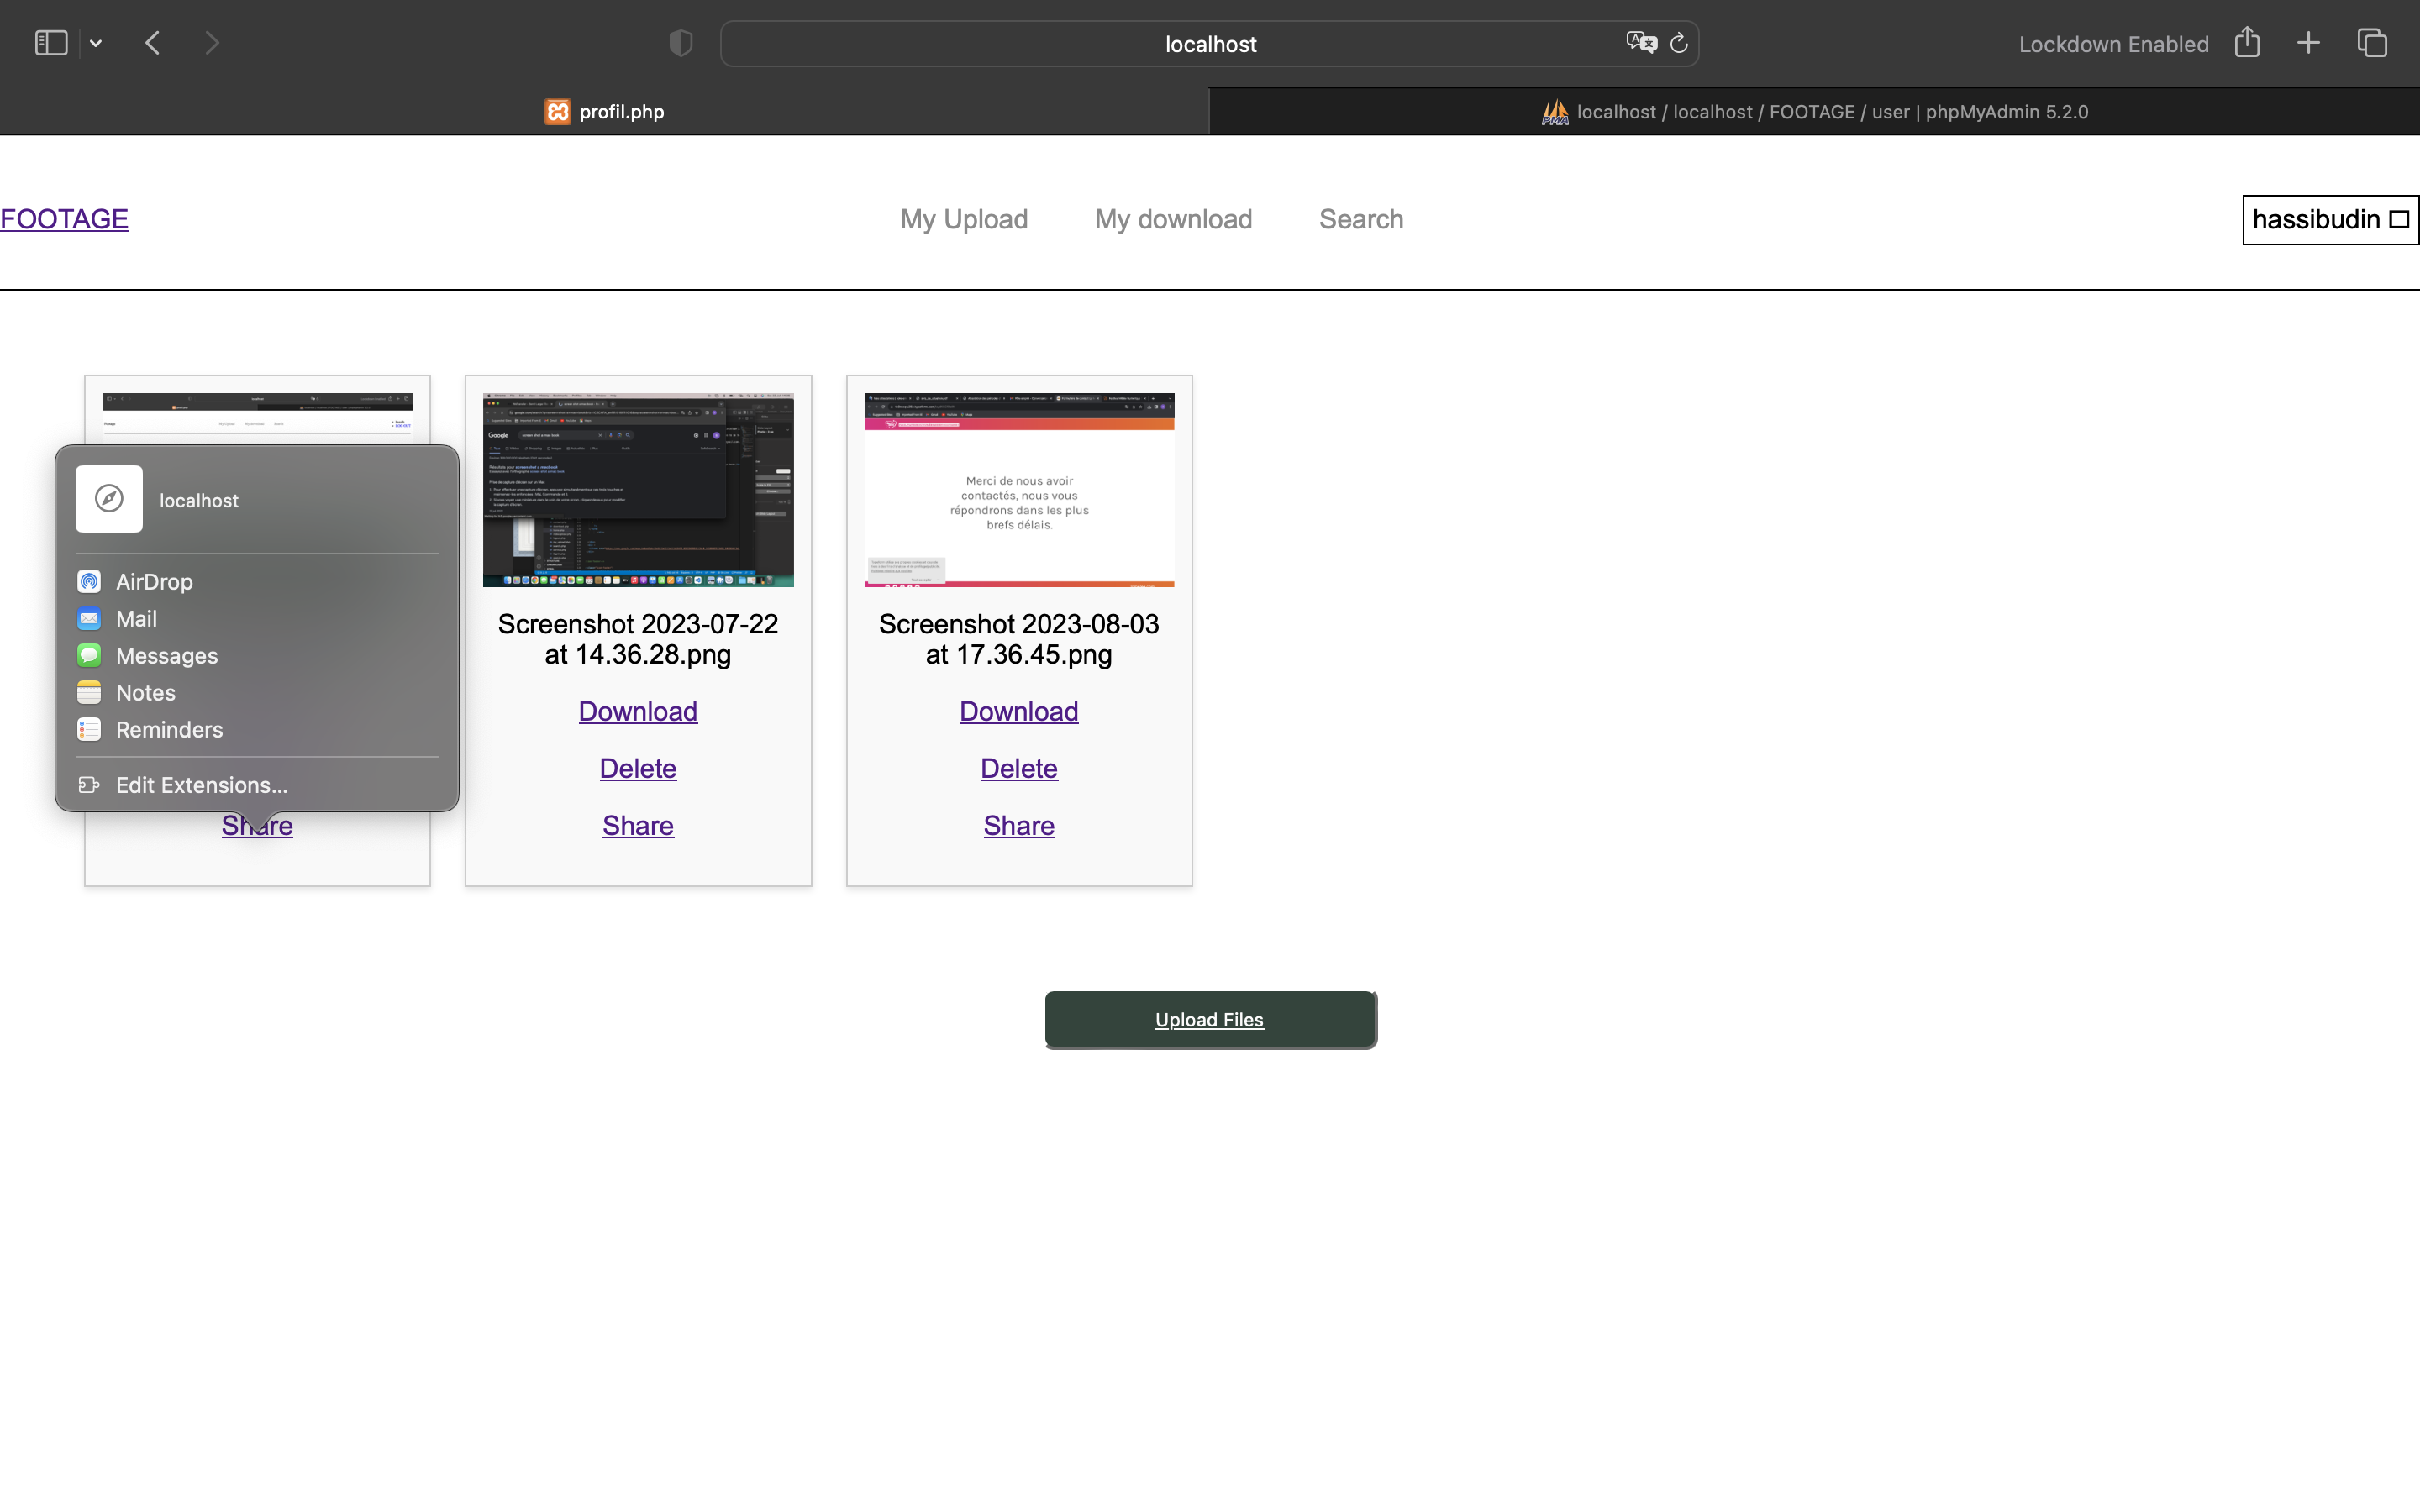 localhost
Lockdown Enabled
profil.php
localhost / localhost / FOOTAGE / user | phpMyAdmin 5.2.0
FOOTAGE
My Upload
My download
Search
hassibudin
localhost
AirDrop
Mail
Messages
Notes
Reminders
Edit Extensions...
Share
Google
Screenshot 2023-07-22
at 14.36.28.png
Download
Delete
Share
Merci de nous avoir
contactés, nous vous
répondrons dans les plus
brefs délais.
Screenshot 2023-08-03
at 17.36.45.png
Download
Delete
Share
Upload Files